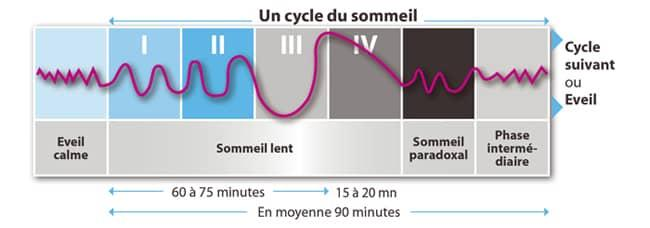 Un cycle du sommeil
I II III IV
Cycle
suivant
ou
Eveil
Eveil
calme
Sommeil lent
Sommeil
paradoxal
Phase
intermé-
diaire
60 à 75 minutes
15 à 20 mn
En moyenne 90 minutes